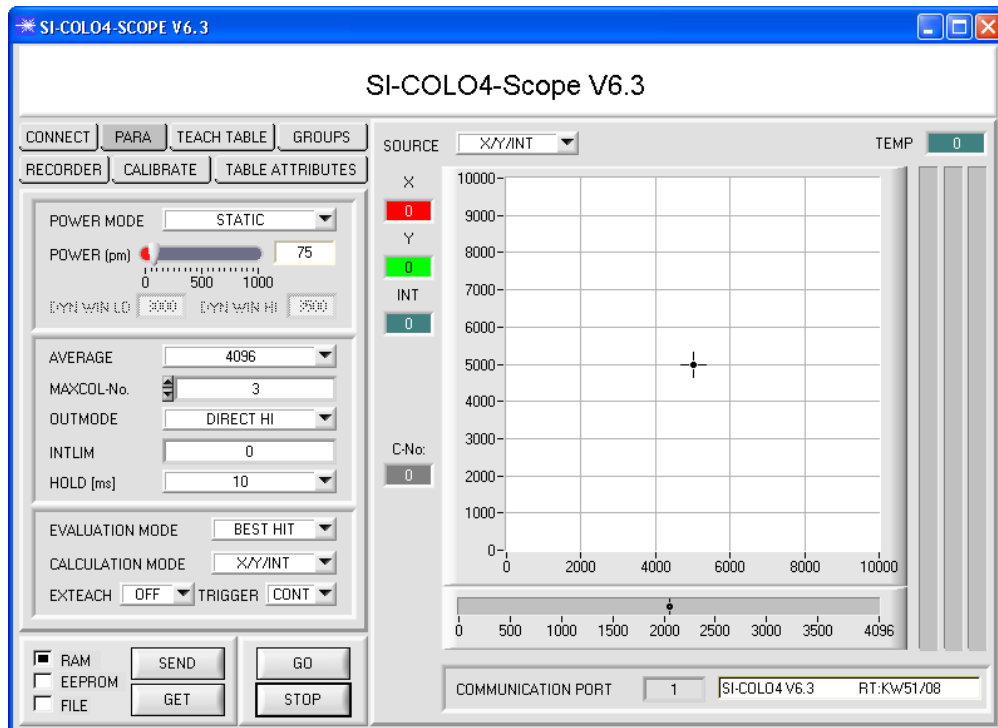 SI-COLO4-SCOPE V6.3
SI-COLO4-Scope V6.3
CONNECT PARA TEACH TABLE GROUPS
RECORDER CALIBRATE TABLE ATTRIBUTES
POWER MODE STATIC
POWER (pm) 75
0 500 1000
DYN WIN LO 3000 DYN WIN HI 3500
AVERAGE 4096
MAXCOL-No. 3
OUTMODE DIRECT HI
INTLIM 0
HOLD [ms] 10
EVALUATION MODE BEST HIT
CALCULATION MODE X/Y/INT
EXTEACH OFF TRIGGER CONT
RAM
EEPROM
FILE
SEND
GET
GO
STOP
SOURCE X/Y/INT TEMP 0
X
0
Y
0
INT
0
C-No:
0
10000
9000
8000
7000
6000
5000
4000
3000
2000
1000
0
0 2000 4000 6000 8000 10000
0 500 1000 1500 2000 2500 3000 3500 4096
COMMUNICATION PORT 1 SI-COLO4 V6.3 RT:KW51/08